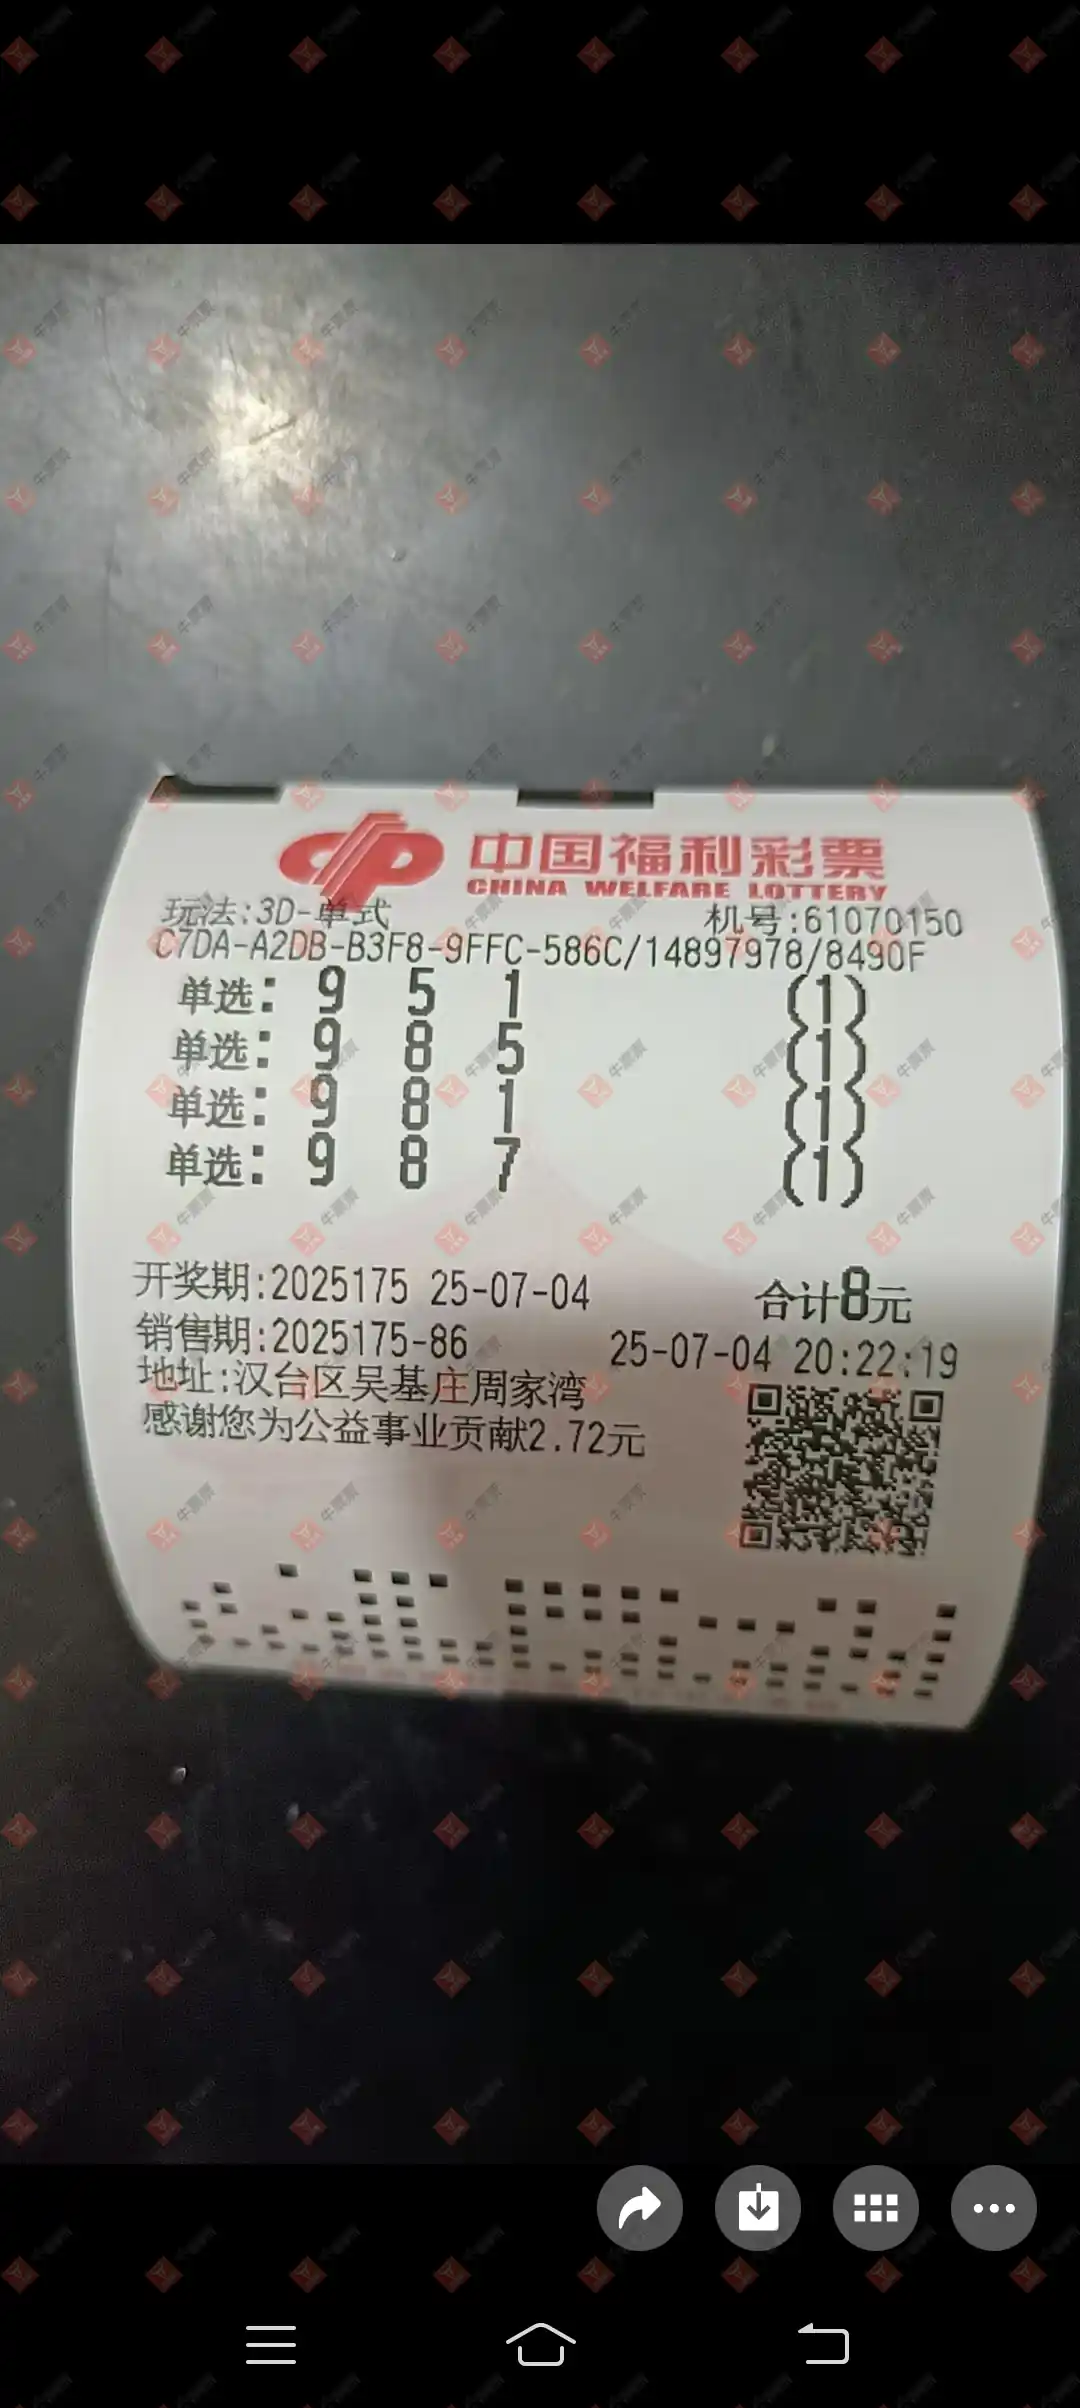 中国福利彩票
CHINA WELFARE LOTTERY
玩法:3D-单式 机号:61070150
C7DA-A2DB-B3F8-9FFC-586C/14897978/8490F
单选: 9 5 1 (1)
单选: 9 8 5 (1)
单选: 9 8 1 (1)
单选: 9 8 7 (1)
开奖期:2025175 25-07-04 合计8元
销售期:2025175-86 25-07-04 20:22:19
地址:汉台区吴基庄周家湾
感谢您为公益事业贡献2.72元